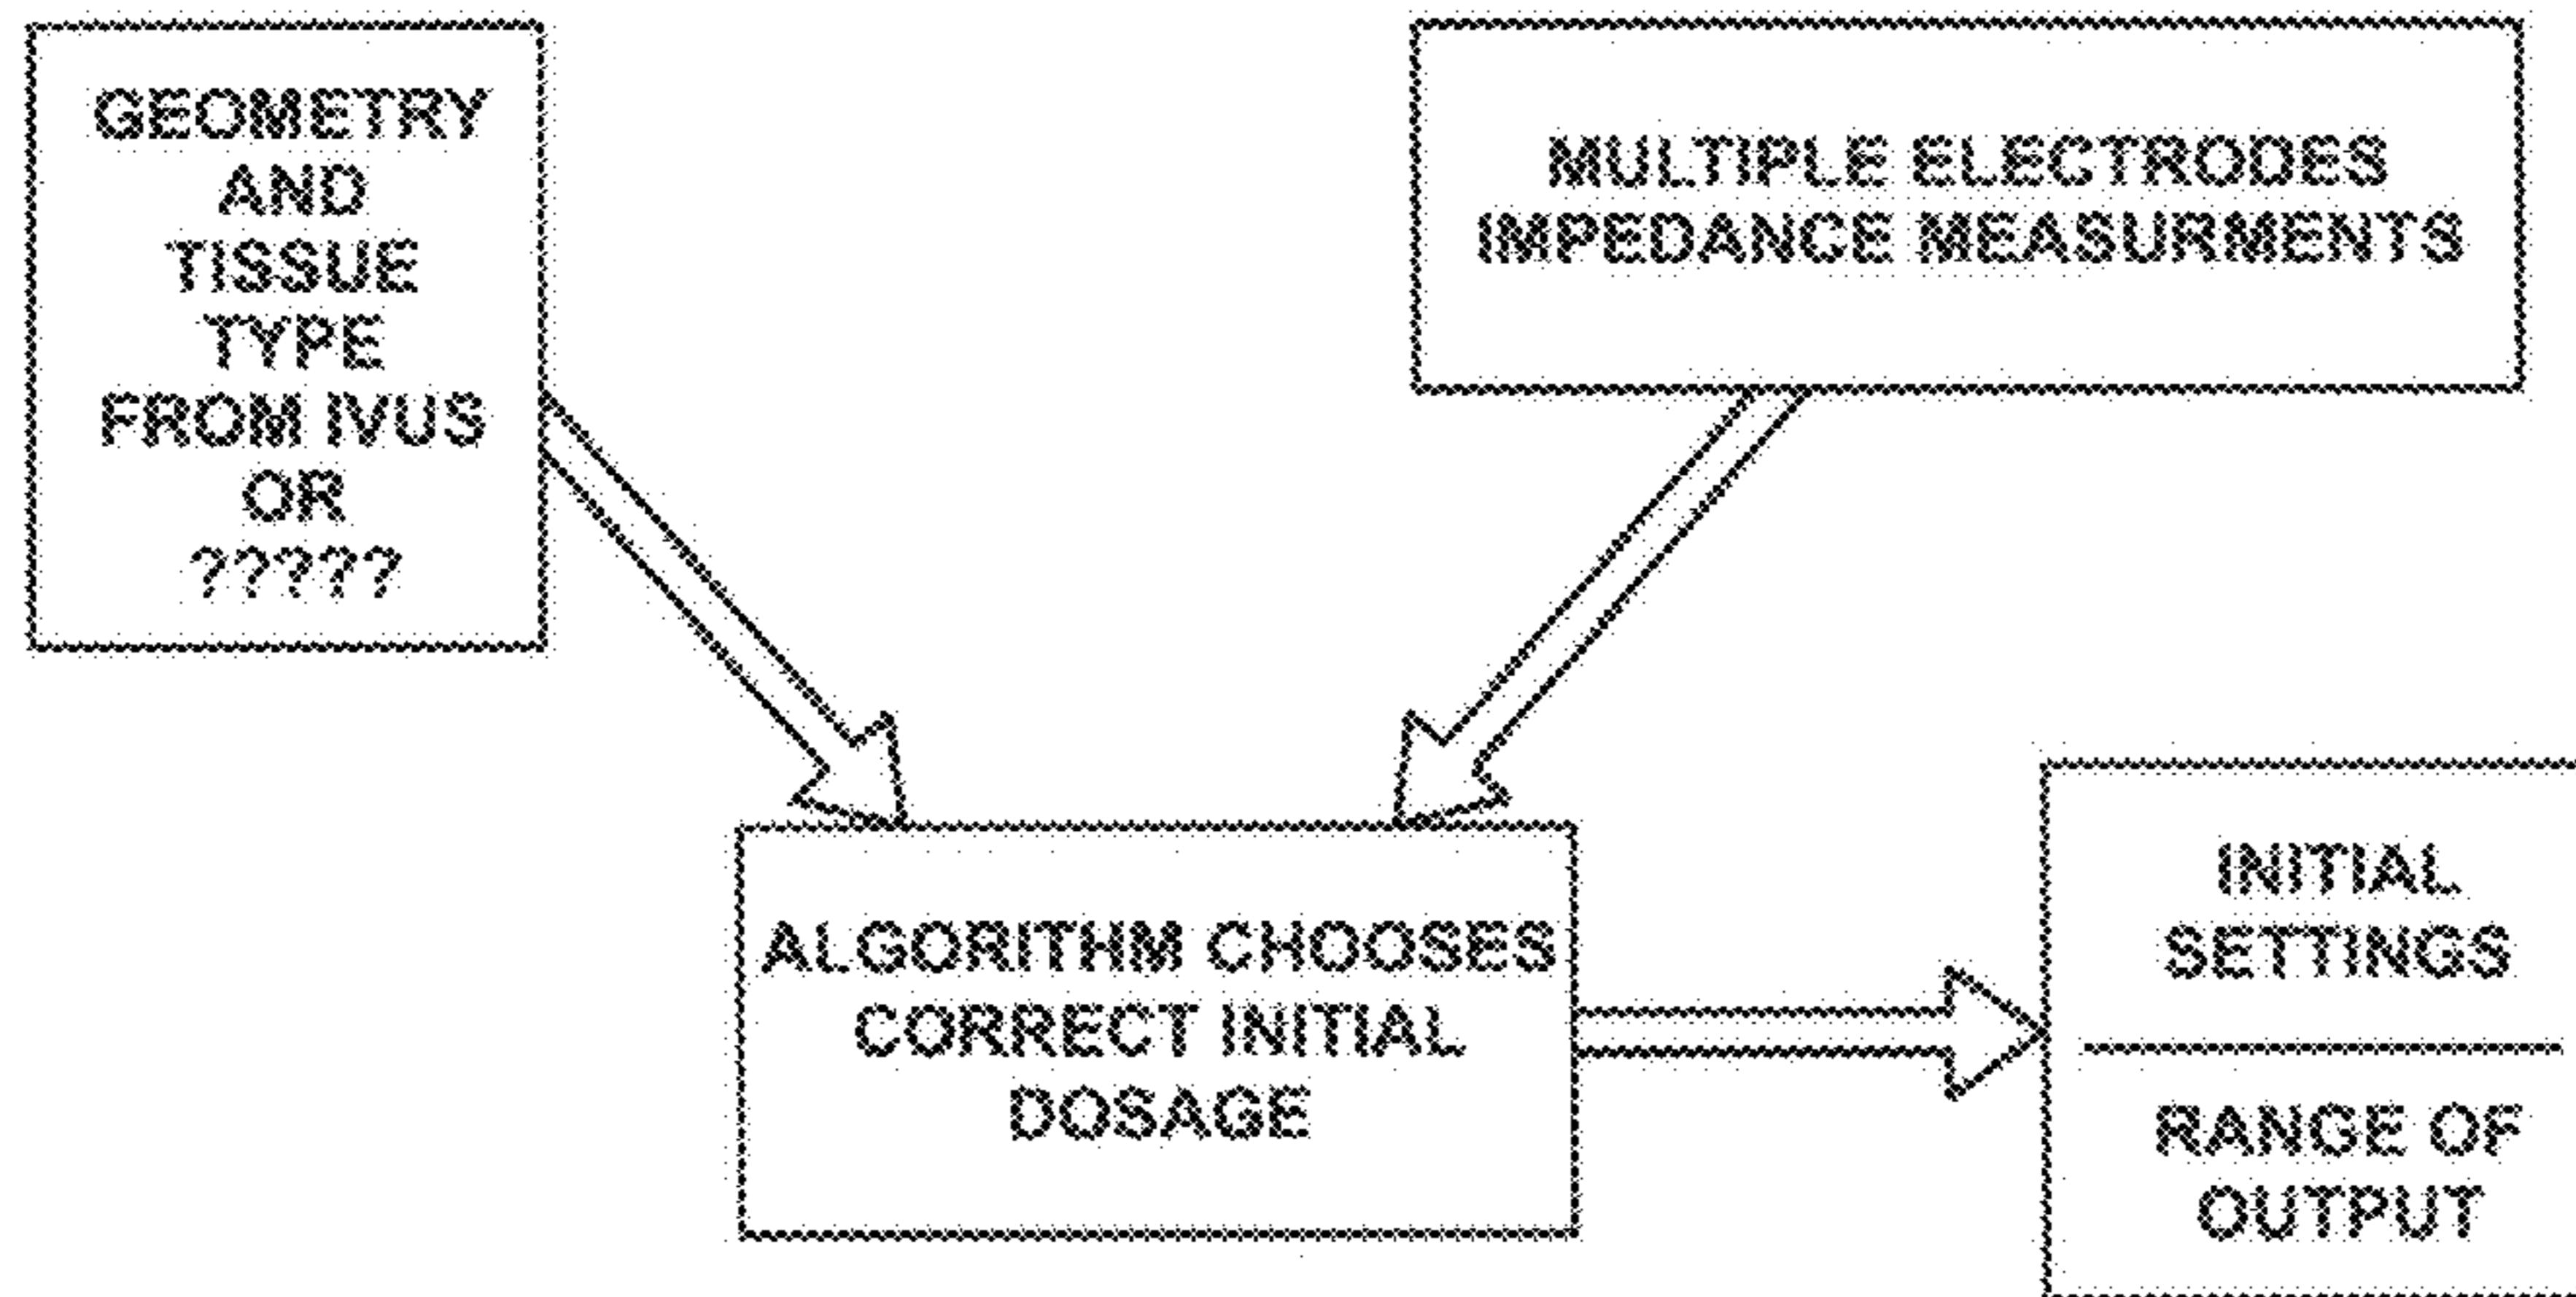 GEOMETRY
AND
TISSUE
TYPE
FROM IVUS
OR
?????
MULTIPLE ELECTRODES
IMPEDANCE MEASURMENTS
ALGORITHM CHOOSES
CORRECT INITIAL
DOSAGE
INITIAL
SETTINGS
RANGE OF
OUTPUT